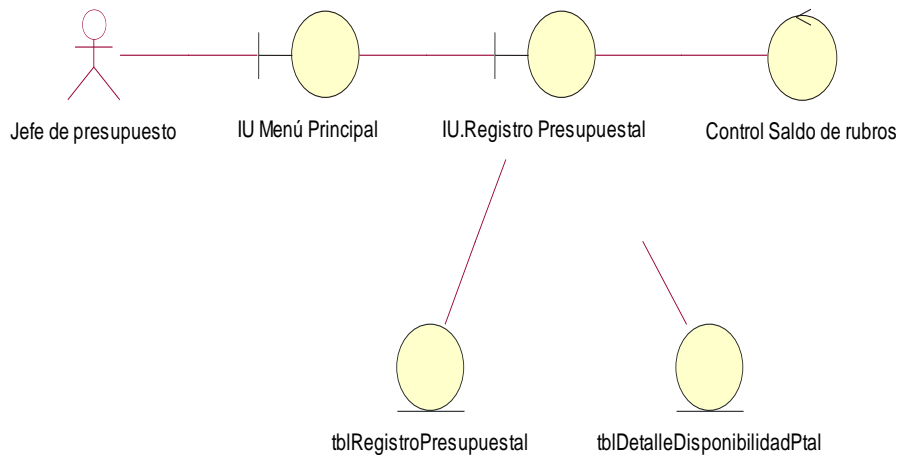 Jefe de presupuesto
IU Menú Principal
IU.Registro Presupuestal
Control Saldo de rubros
tblRegistroPresupuestal
tblDetalleDisponibilidadPtal